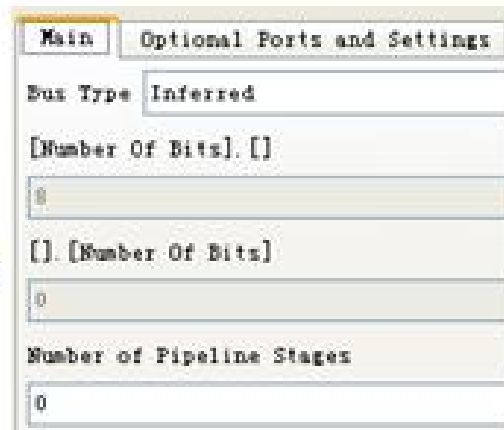 Main Optional Ports and Settings
Bus Type Inferred
[Number Of Bits].[]
8
[].[Number Of Bits]
0
Number of Pipeline Stages
0